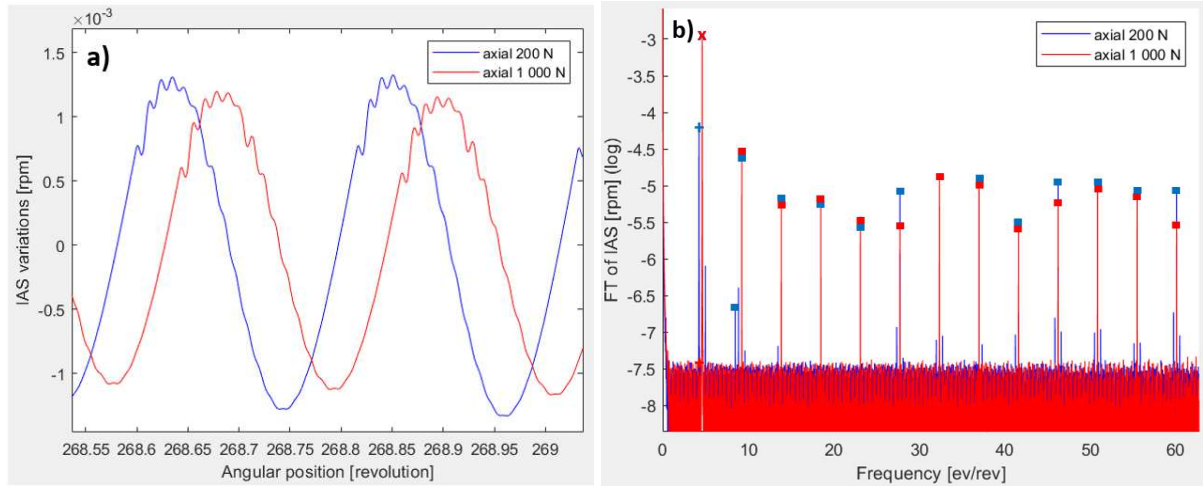 ×10⁻³
a)
axial 200 N
axial 1 000 N
1.5
1
0.5
0
-0.5
-1
IAS variations [rpm]
268.55 268.6 268.65 268.7 268.75 268.8 268.85 268.9 268.95 269
Angular position [revolution]
b)
axial 200 N
axial 1 000 N
-3
-3.5
-4
-4.5
-5
-5.5
-6
-6.5
-7
-7.5
-8
FT of IAS [rpm] (log)
0 10 20 30 40 50 60
Frequency [ev/rev]